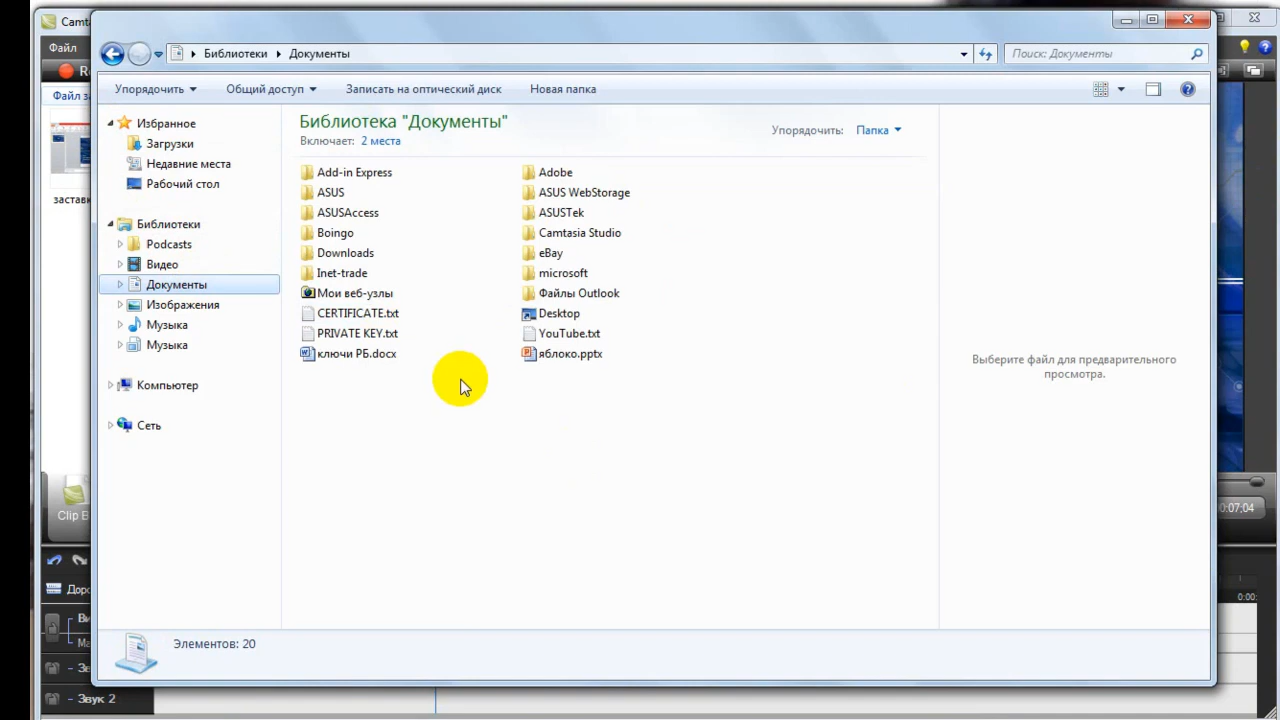 Файл
Библиотеки Документы
Поиск: Документы
Упорядочить
Общий доступ
Записать на оптический диск
Новая папка
Файл
Библиотека "Документы"
Включает: 2 места
Упорядочить: Папка
Избранное
Загрузки
Недавние места
Рабочий стол
Библиотеки
Podcasts
Видео
Документы
Изображения
Музыка
Музыка
Компьютер
Сеть
Add-in Express
Adobe
ASUS
ASUS WebStorage
ASUSAccess
ASUSTek
Boingo
Camtasia Studio
Downloads
eBay
Inet-trade
microsoft
Мои веб-узлы
Файлы Outlook
CERTIFICATE.txt
Desktop
PRIVATE KEY.txt
YouTube.txt
ключи РБ.docx
яблоко.pptx
Выберите файл для предварительного
просмотра.
Clip
0:07,04
0:00:
Элементов: 20
Звук 2